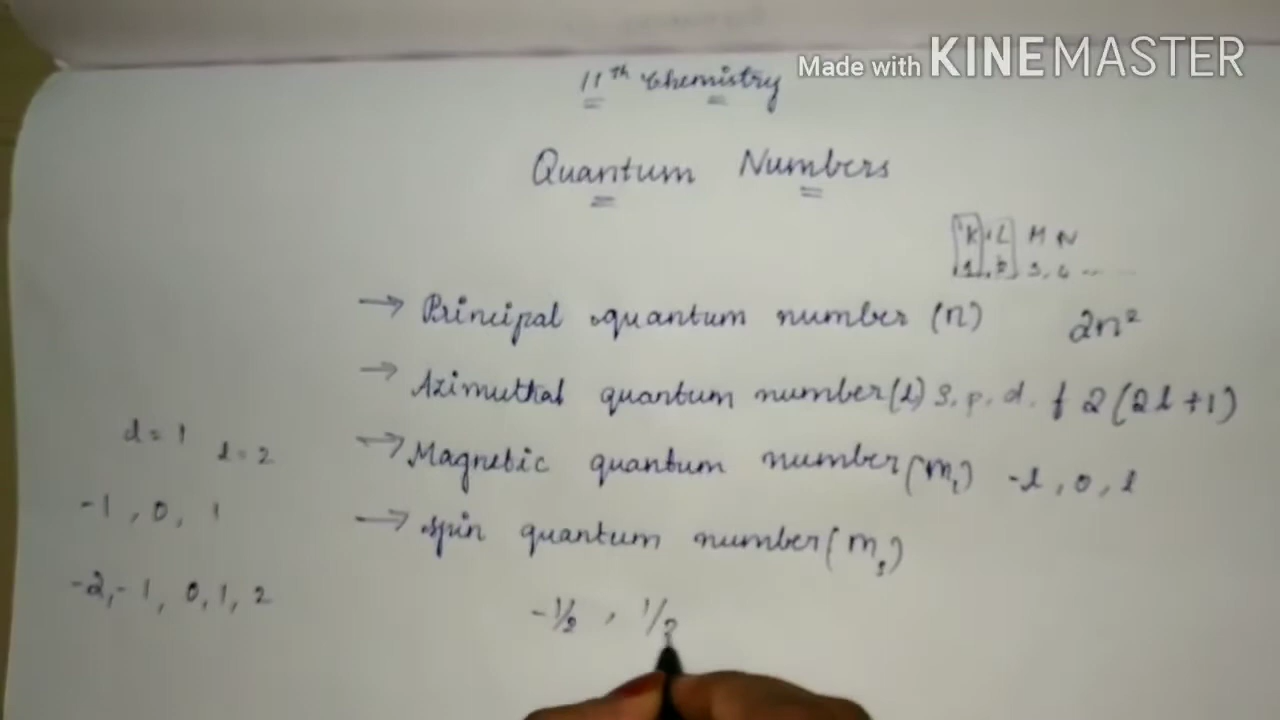 Made with KINEMASTER
11th Chemistry
Quantum Numbers
K L M N
1, 2, 3, 4 ...
→ Principal quantum number (n) 2n²
→ Azimuthal quantum number (l) s. p. d. f 2(2l+1)
→ Magnetic quantum number (m₁) -l, 0, l
→ spin quantum number (mₛ)
l = 1 l = 2
-1, 0, 1
-2, -1, 0, 1, 2
-1/2, 1/2